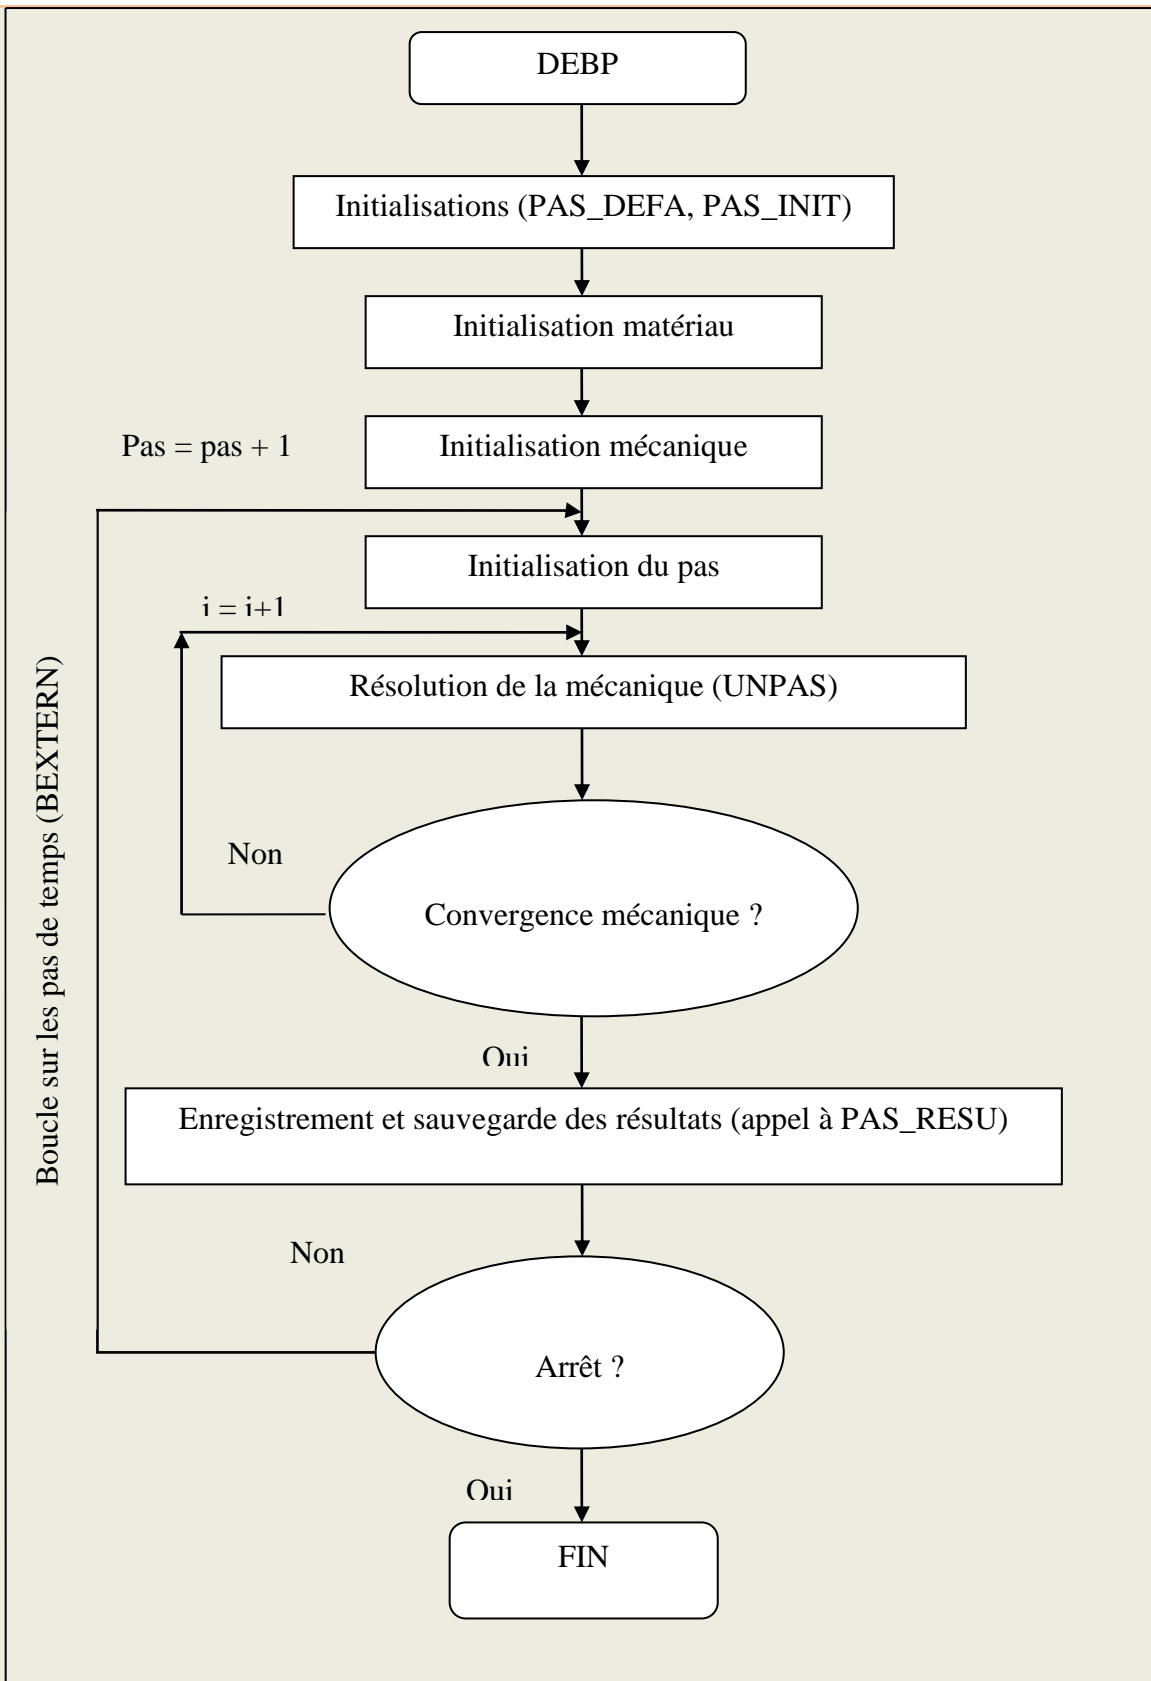 DEBP
Initialisations (PAS_DEFA, PAS_INIT)
Initialisation matériau
Pas = pas + 1
Initialisation mécanique
Initialisation du pas
i = i+1
Résolution de la mécanique (UNPAS)
Boucle sur les pas de temps (BEXTERN)
Non
Convergence mécanique ?
Oui
Enregistrement et sauvegarde des résultats (appel à PAS_RESU)
Non
Arrêt ?
Oui
FIN